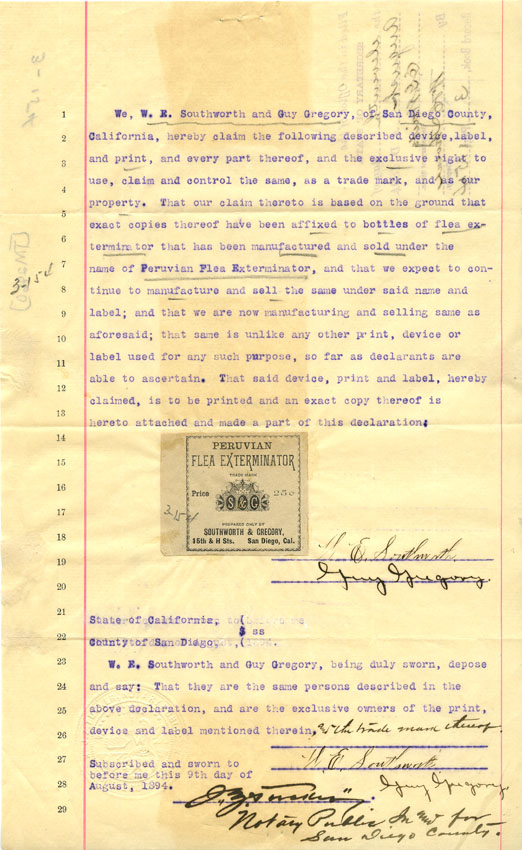 3-154
1 We, W. E. Southworth and Guy Gregory, of San Diego County,
2 California, hereby claim the following described device, label,
3 and print, and every part thereof, and the exclusive right to
4 use, claim and control the same, as a trade mark, and as our
property. That our claim thereto is based on the ground that
5 exact copies thereof have been affixed to bottles of flea ex-
6 terminator that has been manufactured and sold under the
7 name of Peruvian Flea Exterminator, and that we expect to con-
8 tinue to manufacture and sell the same under said name and
9 label; and that we are now manufacturing and selling same as
10 aforesaid; that same is unlike any other print, device or
11 label used for any such purpose, so far as declarants are
12 able to ascertain. That said device, print and label, hereby
claimed, is to be printed and an exact copy thereof is
13 hereto attached and made a part of this declaration:
14
15
16
17
18
19
20
PERUVIAN
FLEA EXTERMINATOR
TRADE MARK
Price S&G 25c
PREPARED ONLY BY
SOUTHWORTH & GREGORY,
15th & H Sts. San Diego, Cal.
W. E. Southworth.
Guy Gregory.
21 State of California,
ss
22 County of San Diego,
23 W. E. Southworth and Guy Gregory, being duly sworn, depose
24 and say: That they are the same persons described in the
25 above declaration, and are the exclusive owners of the print,
26 device and label mentioned therein, & the trade mark thereof.
W. E. Southworth
Guy Gregory.
27 Subscribed and sworn to
before me this 9th day of
28 August, 1894.
29
Notary Public In and for
San Diego County.